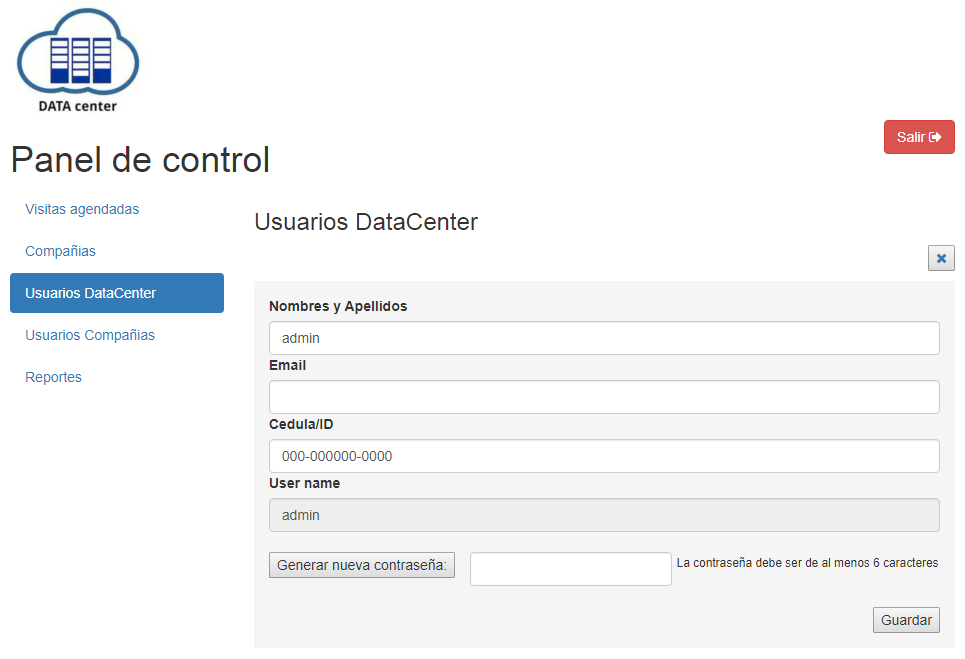 DATA center
Salir
Panel de control
Visitas agendadas
Compañias
Usuarios DataCenter
Usuarios Compañias
Reportes
Usuarios DataCenter
Nombres y Apellidos
admin
Email
Cedula/ID
000-000000-0000
User name
admin
Generar nueva contraseña:
La contraseña debe ser de al menos 6 caracteres
Guardar